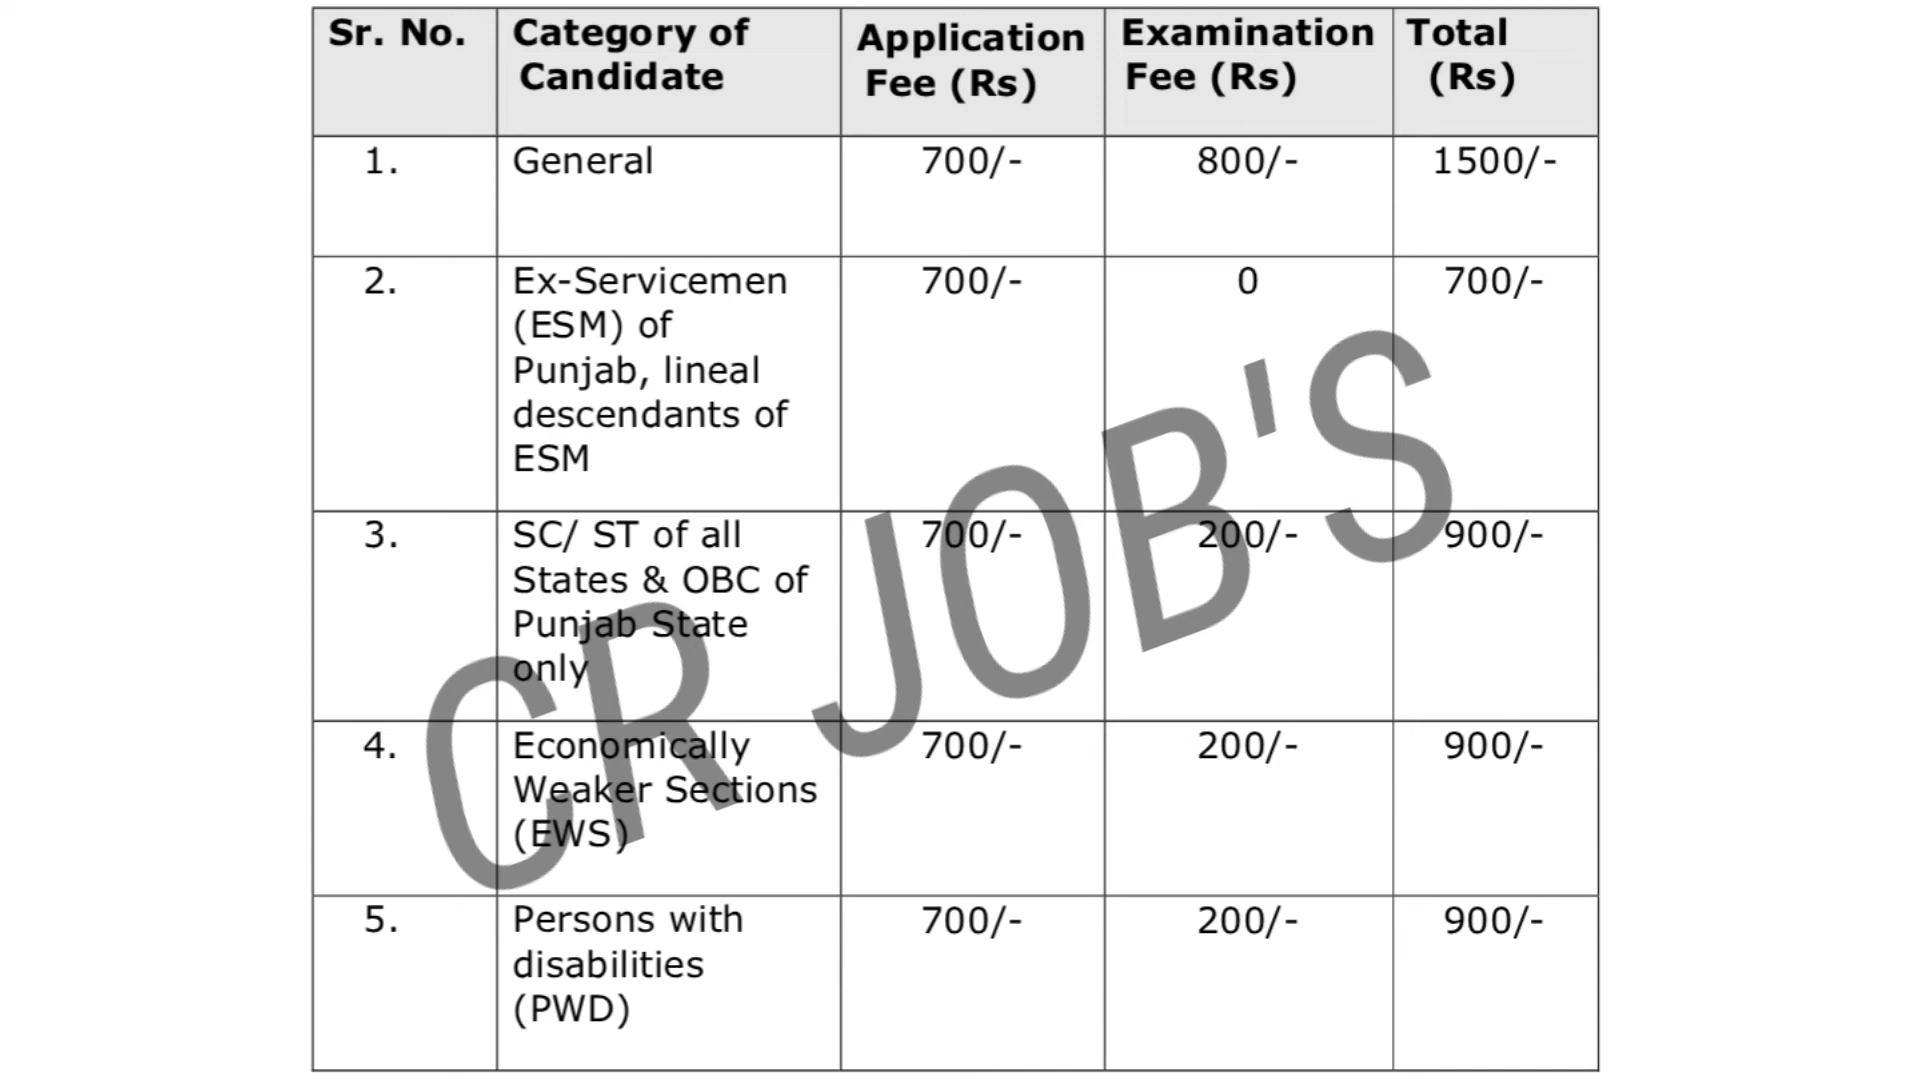 Sr. No. Category of Candidate Application Fee (Rs) Examination Fee (Rs) Total (Rs)
1. General 700/- 800/- 1500/-
2. Ex-Servicemen 700/- 0 700/-
(ESM) of
Punjab, lineal
descendants of
ESM
3. SC/ ST of all 700/- 200/- 900/-
States & OBC of
Punjab State
only
4. Economically 700/- 200/- 900/-
Weaker Sections
(EWS)
5. Persons with 700/- 200/- 900/-
disabilities
(PWD)
CR JOB'S